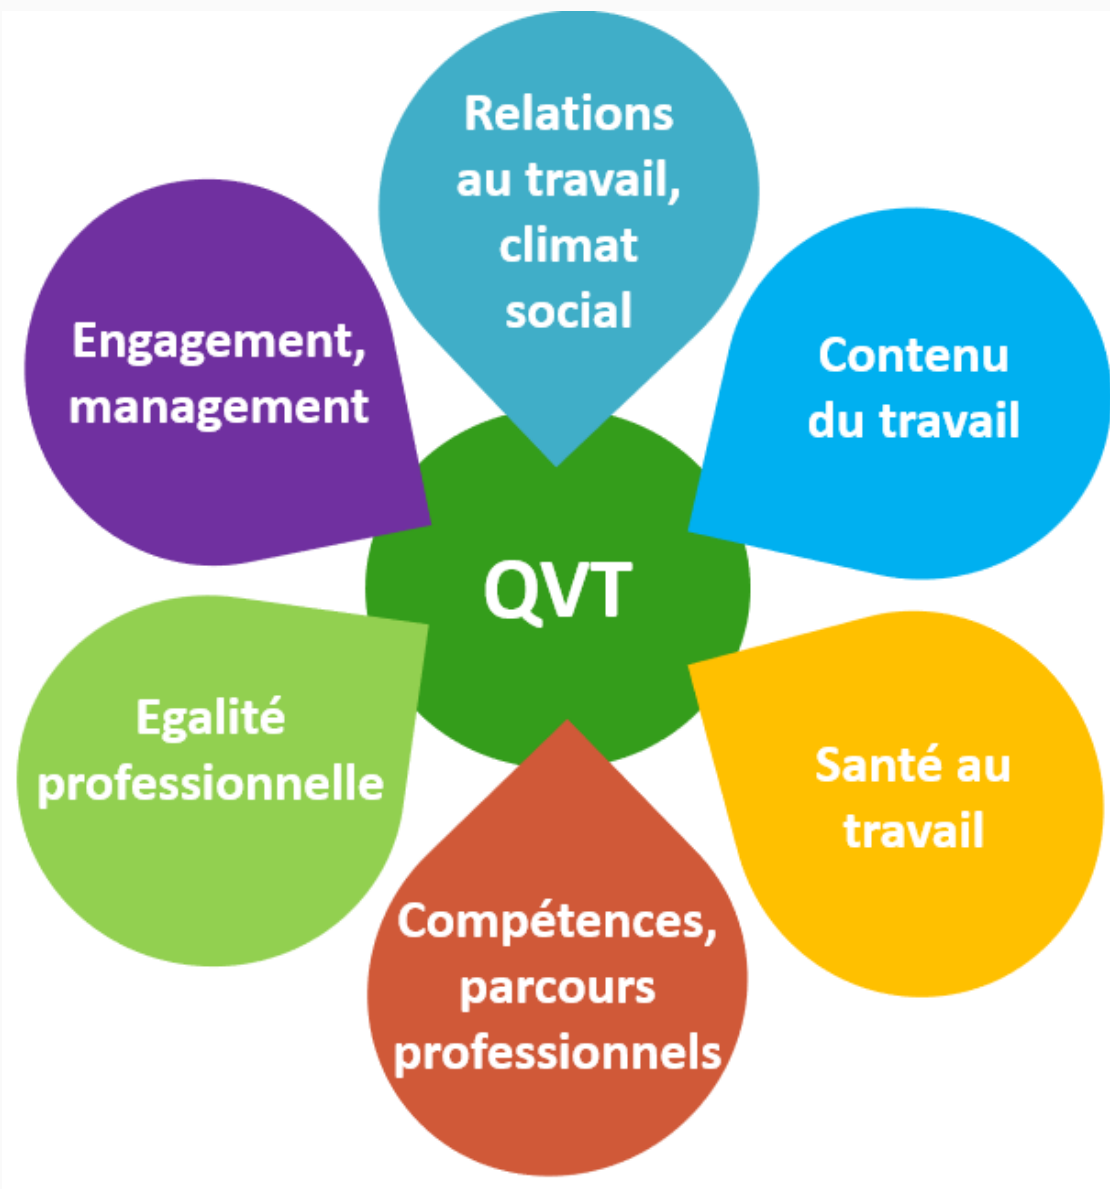 Relations
au travail,
climat
social
Engagement,
management
Contenu
du travail
QVT
Egalité
professionnelle
Santé au
travail
Compétences,
parcours
professionnels